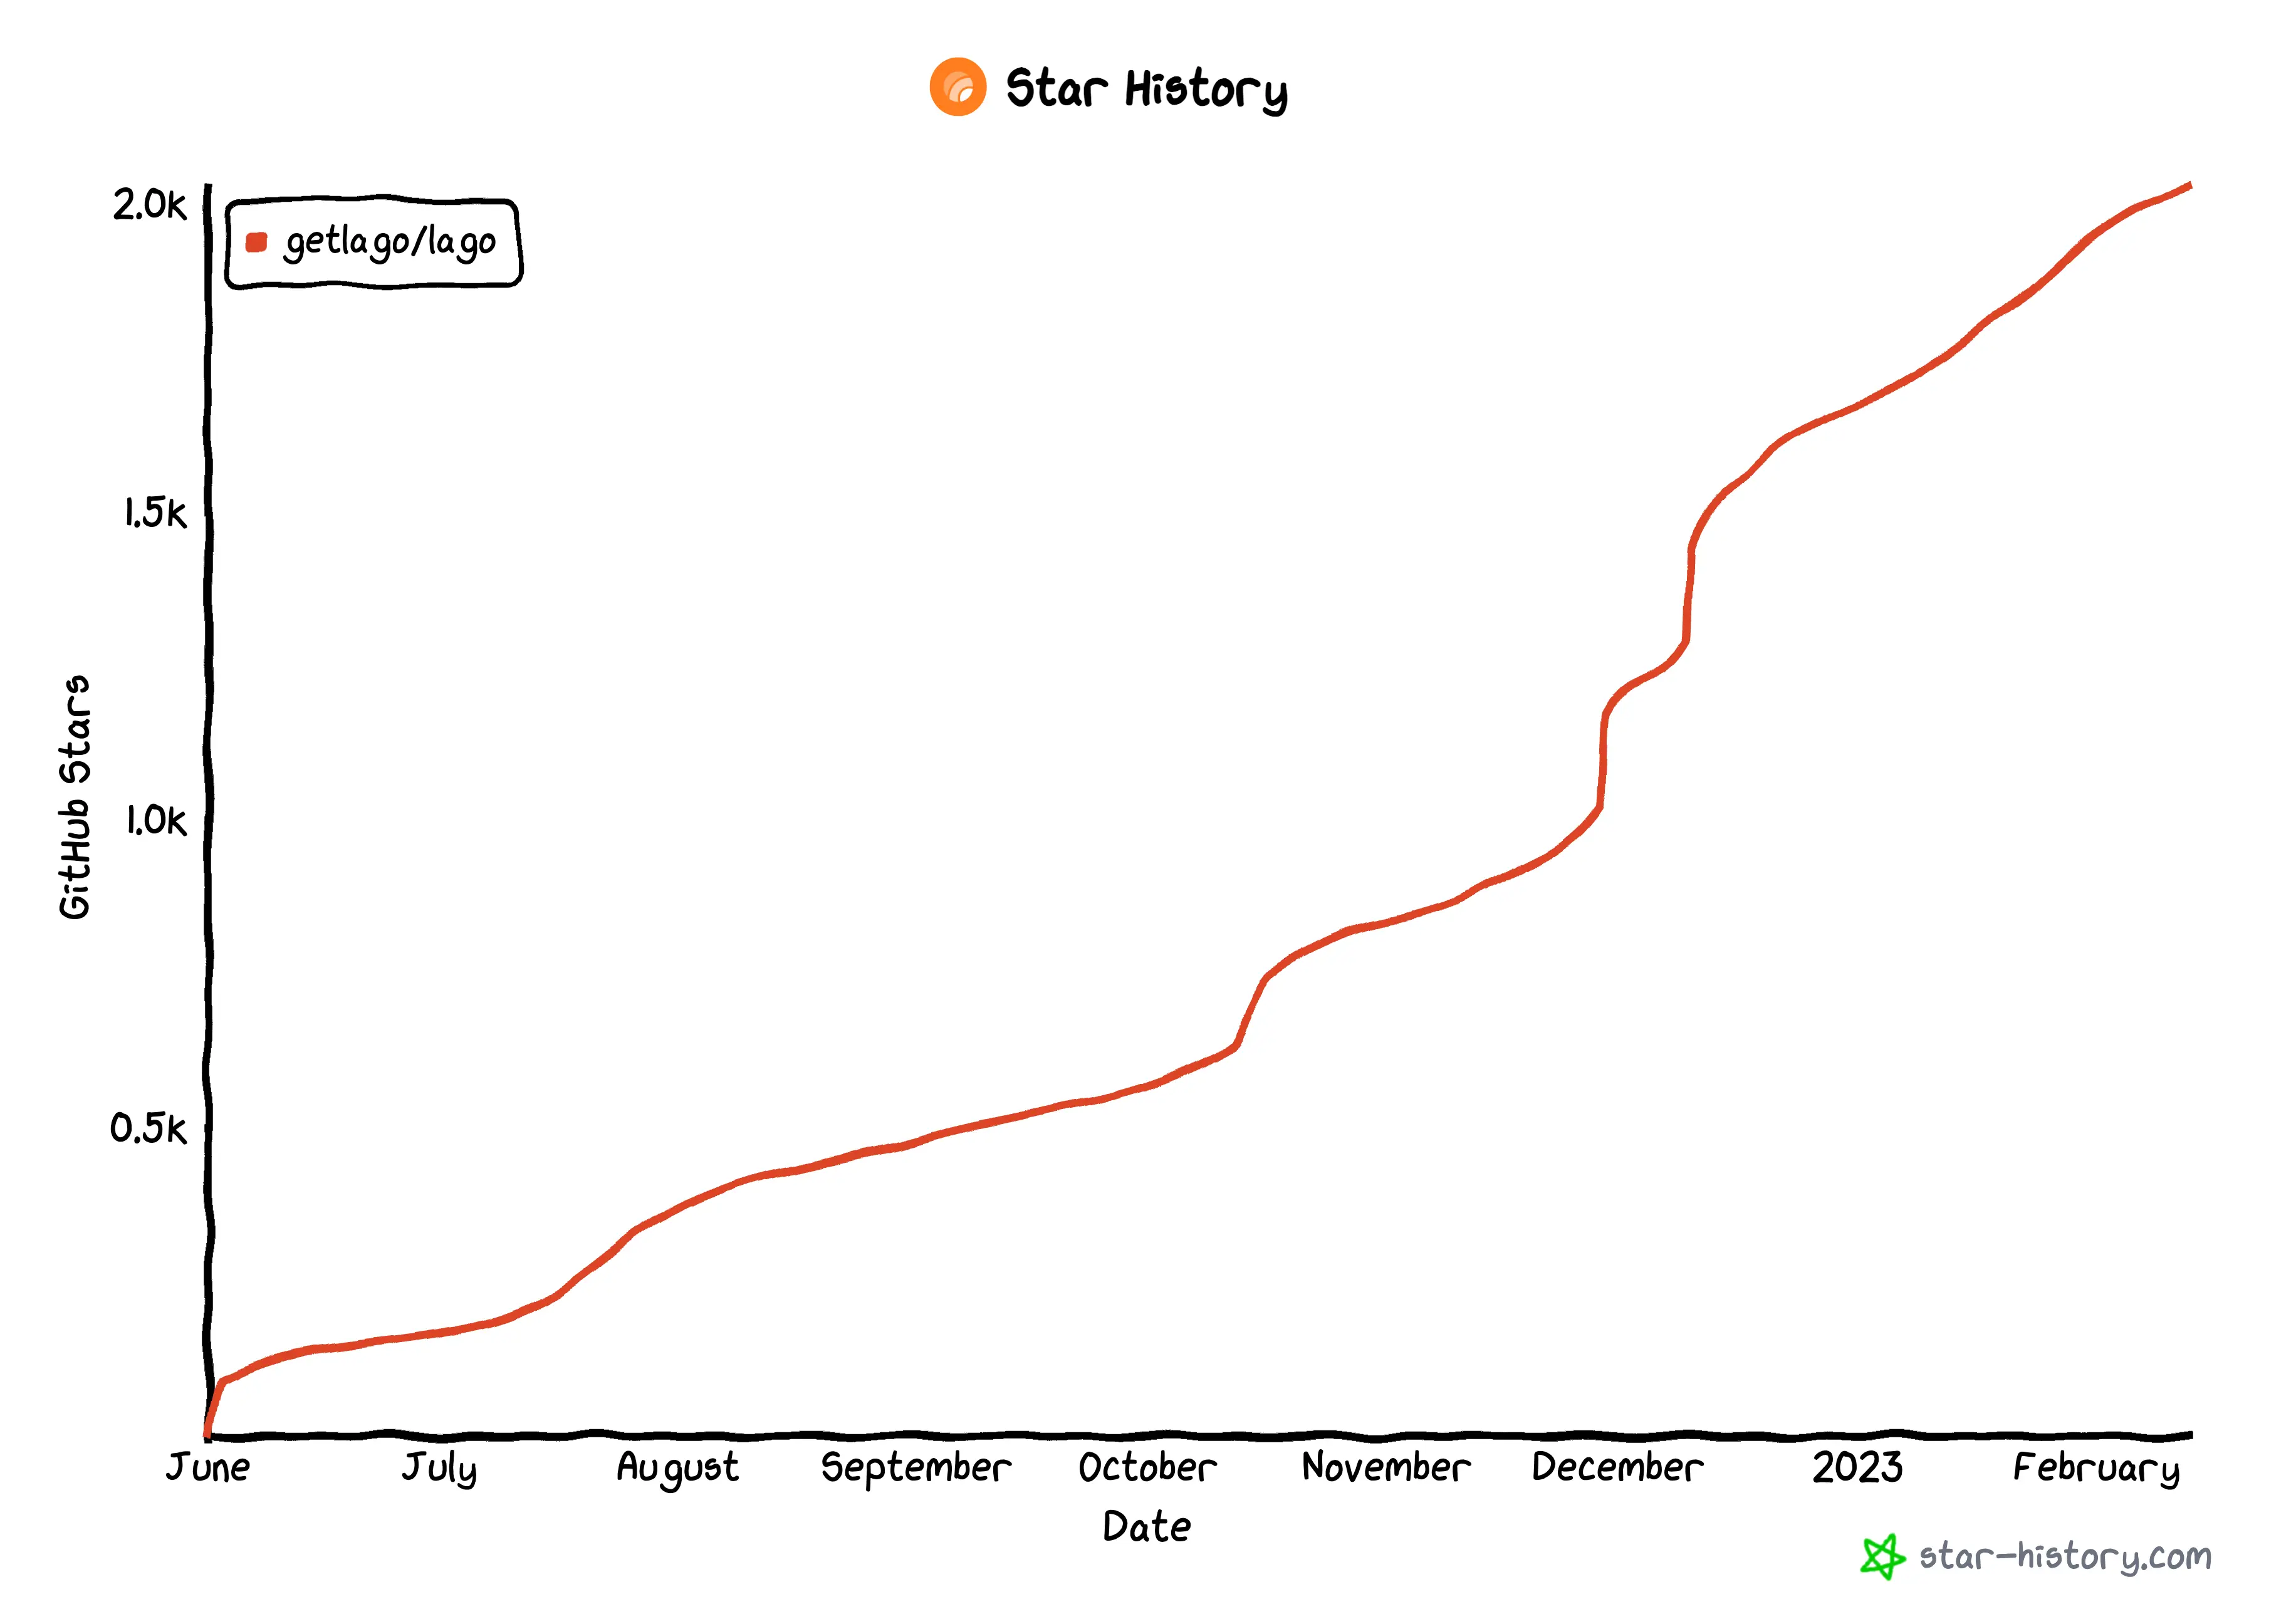 Star History
getlago/lago
2.0K
1.5K
1.0K
0.5K
GitHub Stars
June July August September October November December 2023 February
Date
star-history.com